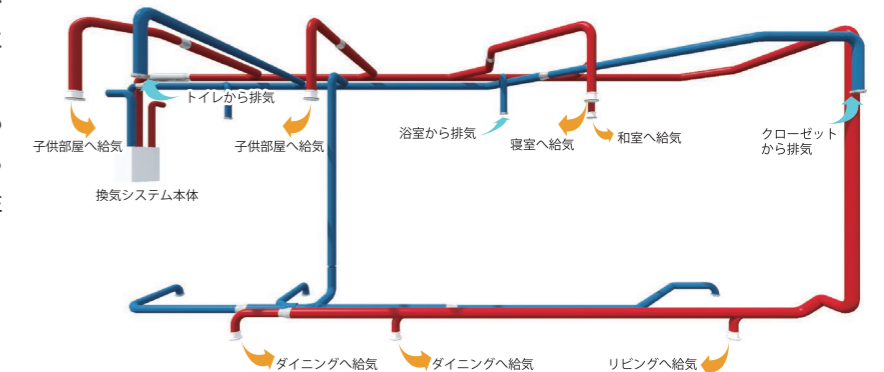 トイレから排気
子供部屋へ給気
子供部屋へ給気
浴室から排気
寝室へ給気
和室へ給気
クローゼット
から排気
換気システム本体
ダイニングへ給気
ダイニングへ給気
リビングへ給気